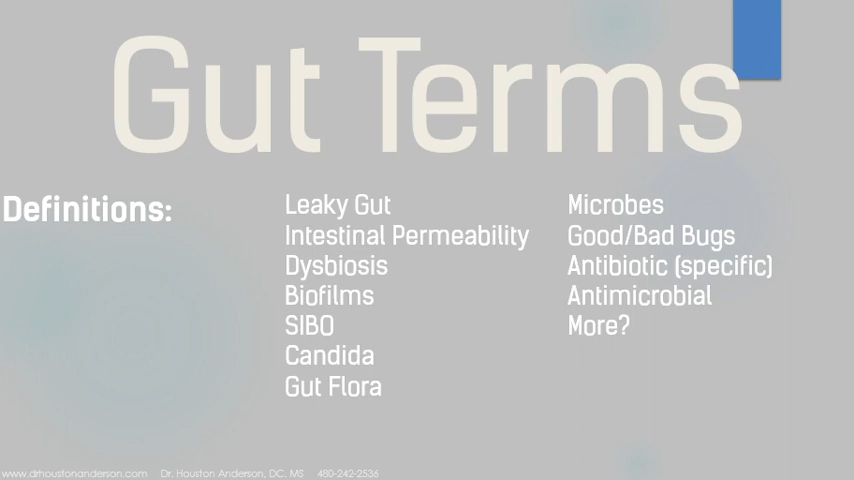 Gut Terms
Definitions:
Leaky Gut
Intestinal Permeability
Dysbiosis
Biofilms
SIBO
Candida
Gut Flora
Microbes
Good/Bad Bugs
Antibiotic (specific)
Antimicrobial
More?
www.drhoustonanderson.com Dr. Houston Anderson, DC, MS 480-242-2536